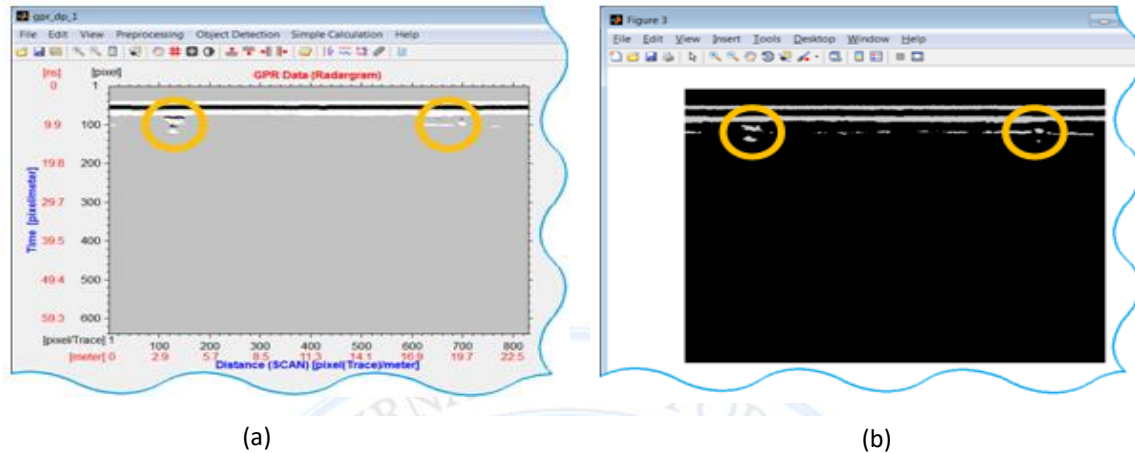 gpr_dp_1
File Edit View Preprocessing Object Detection Simple Calculation Help
[ns] [pixel] GPR Data (Radargram)
0 1
9.9 100
19.8 200
29.7 300
39.5 400
49.4 500
59.3 600
Time [pixel/meter]
[pixel/Trace] 1 100 200 300 400 500 600 700 800
[meter] 0 2.9 5.7 8.5 11.3 14.1 16.9 19.7 22.5
Distance (SCAN) [pixel(Trace)/meter]
(a)
Figure 3
File Edit View Insert Tools Desktop Window Help
(b)